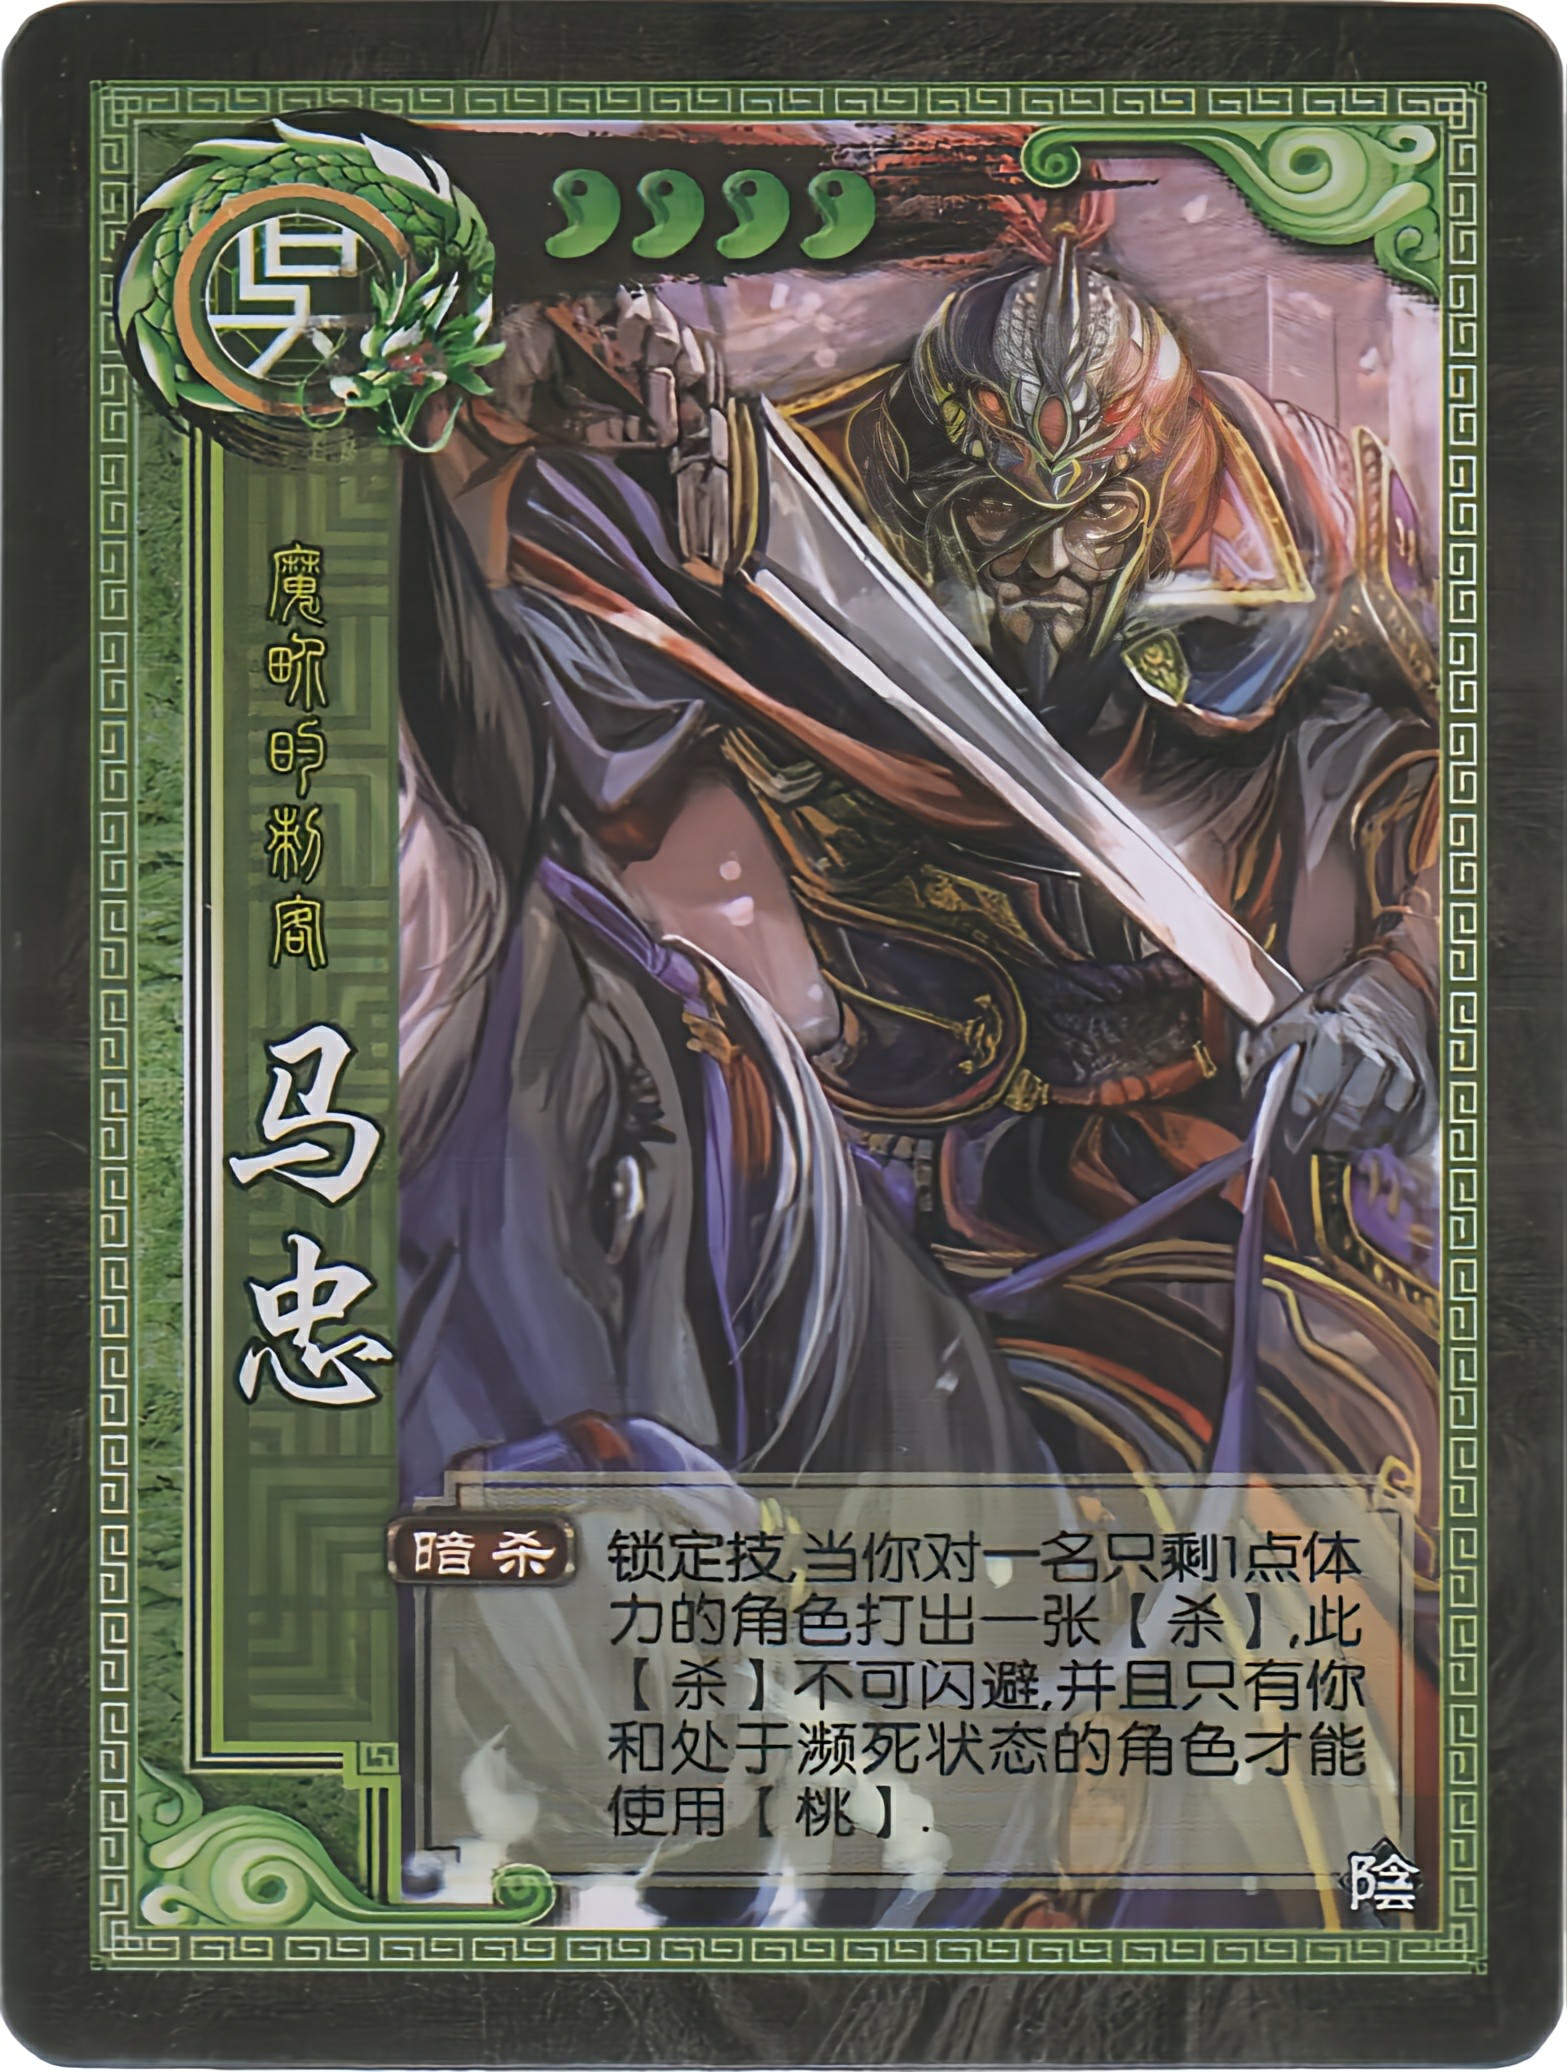 吳
魔畍的刺客
马忠
暗杀
锁定技,当你对一名只剩1点体
力的角色打出一张【杀】,此
【杀】不可闪避,并且只有你
和处于濒死状态的角色才能
使用【桃】.
陰